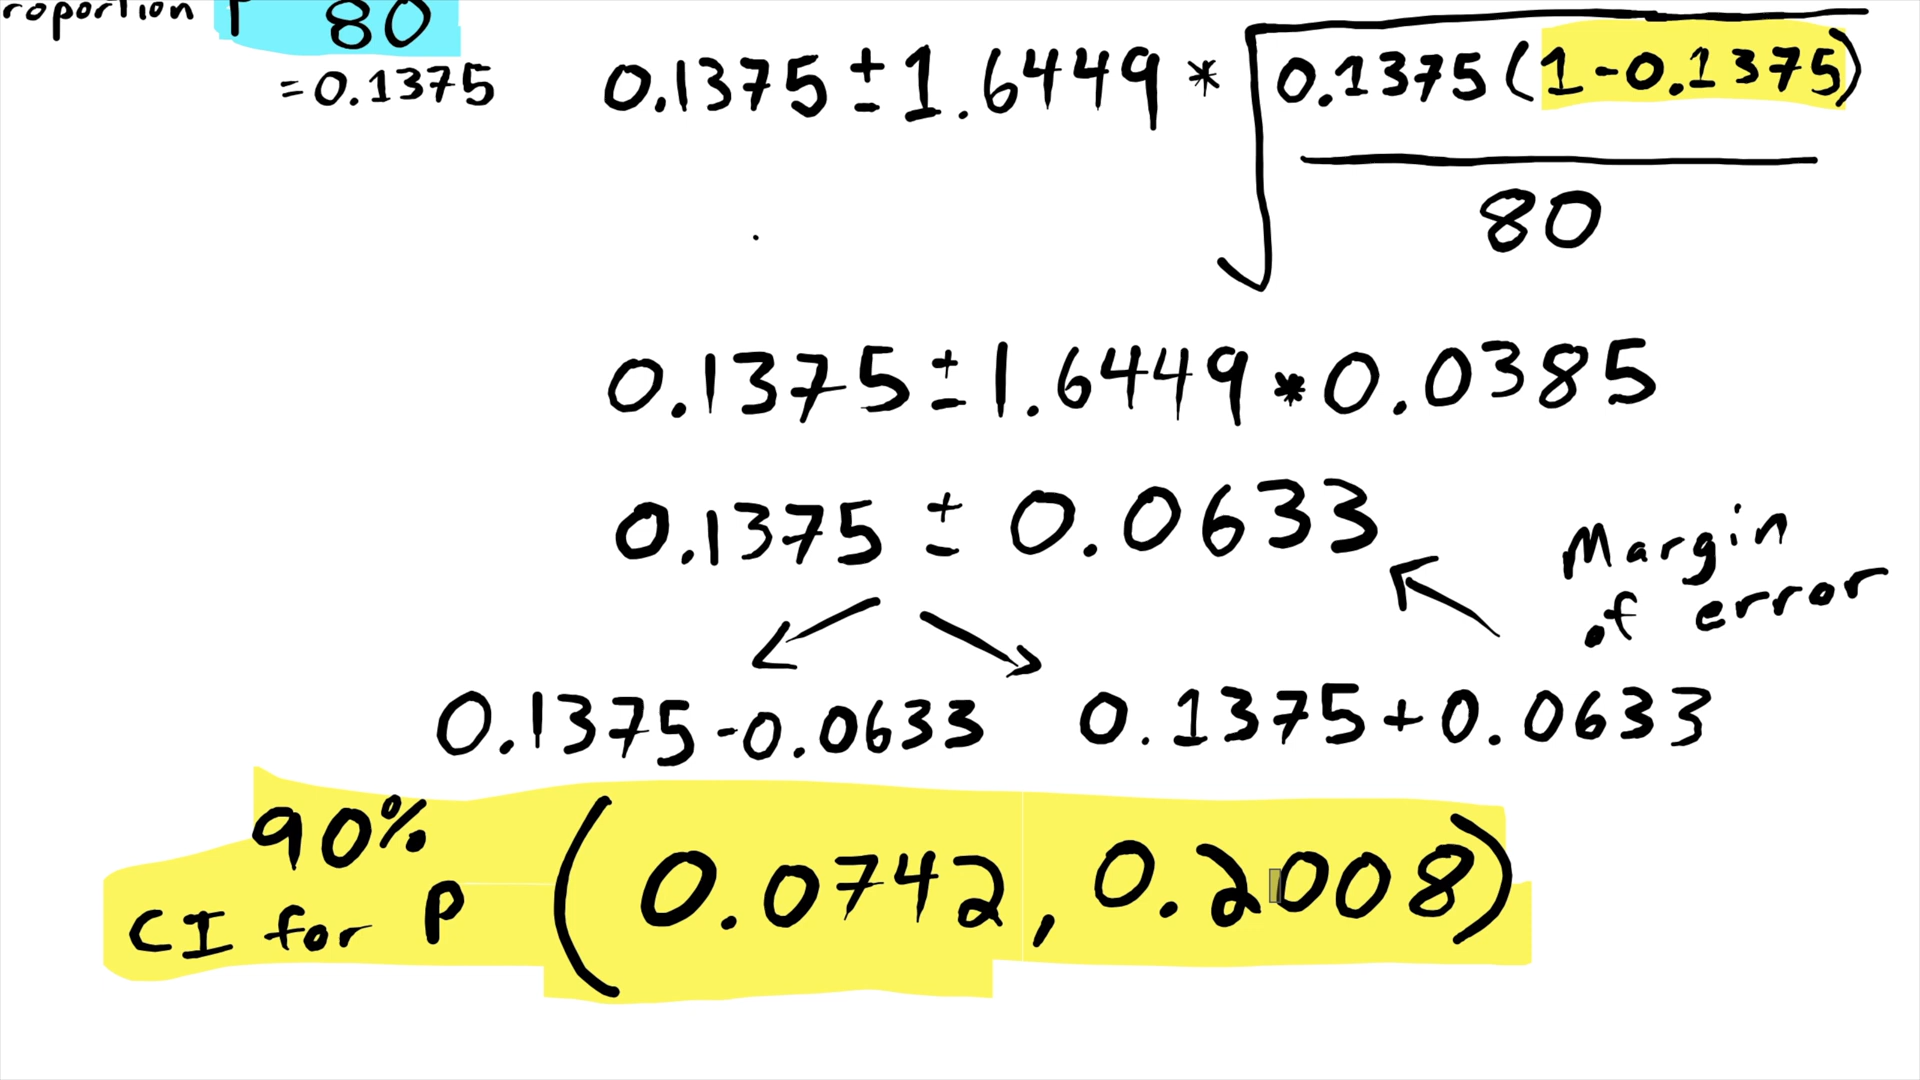 roportion 80
= 0.1375
0.1375 ± 1.6449 * √ 0.1375 (1 - 0.1375)
80
0.1375 ± 1.6449 * 0.0385
0.1375 ± 0.0633
Margin
of error
0.1375 - 0.0633 0.1375 + 0.0633
90%
CI for p (0.0742, 0.2008)